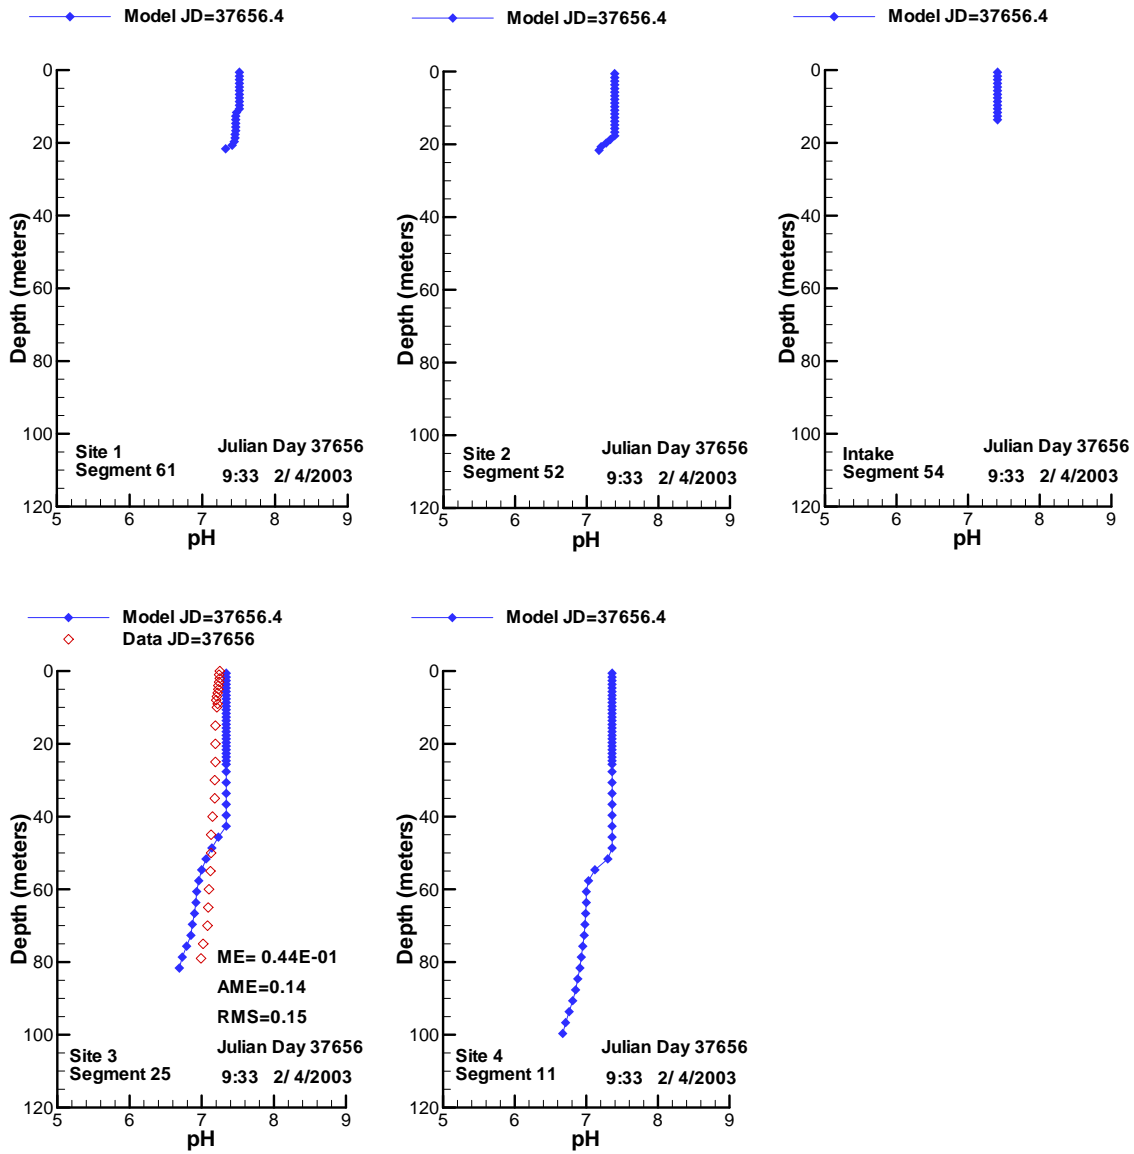 Model JD=37656.4
0
20
40
60
80
100
120
Depth (meters)
Site 1
Segment 61
Julian Day 37656
9:33 2/ 4/2003
5 6 7 8 9
pH
Model JD=37656.4
0
20
40
60
80
100
120
Depth (meters)
Site 2
Segment 52
Julian Day 37656
9:33 2/ 4/2003
5 6 7 8 9
pH
Model JD=37656.4
0
20
40
60
80
100
120
Depth (meters)
Intake
Segment 54
Julian Day 37656
9:33 2/ 4/2003
5 6 7 8 9
pH
Model JD=37656.4
Data JD=37656
0
20
40
60
80
100
120
Depth (meters)
ME= 0.44E-01
AME=0.14
RMS=0.15
Site 3
Segment 25
Julian Day 37656
9:33 2/ 4/2003
5 6 7 8 9
pH
Model JD=37656.4
0
20
40
60
80
100
120
Depth (meters)
Site 4
Segment 11
Julian Day 37656
9:33 2/ 4/2003
5 6 7 8 9
pH